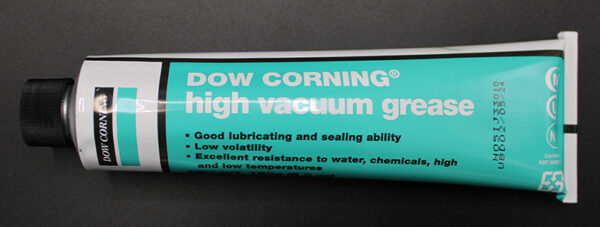 DOW CORNING
DOW CORNING®
high vacuum grease
• Good lubricating and sealing ability
• Low volatility
• Excellent resistance to water, chemicals, high
and low temperatures